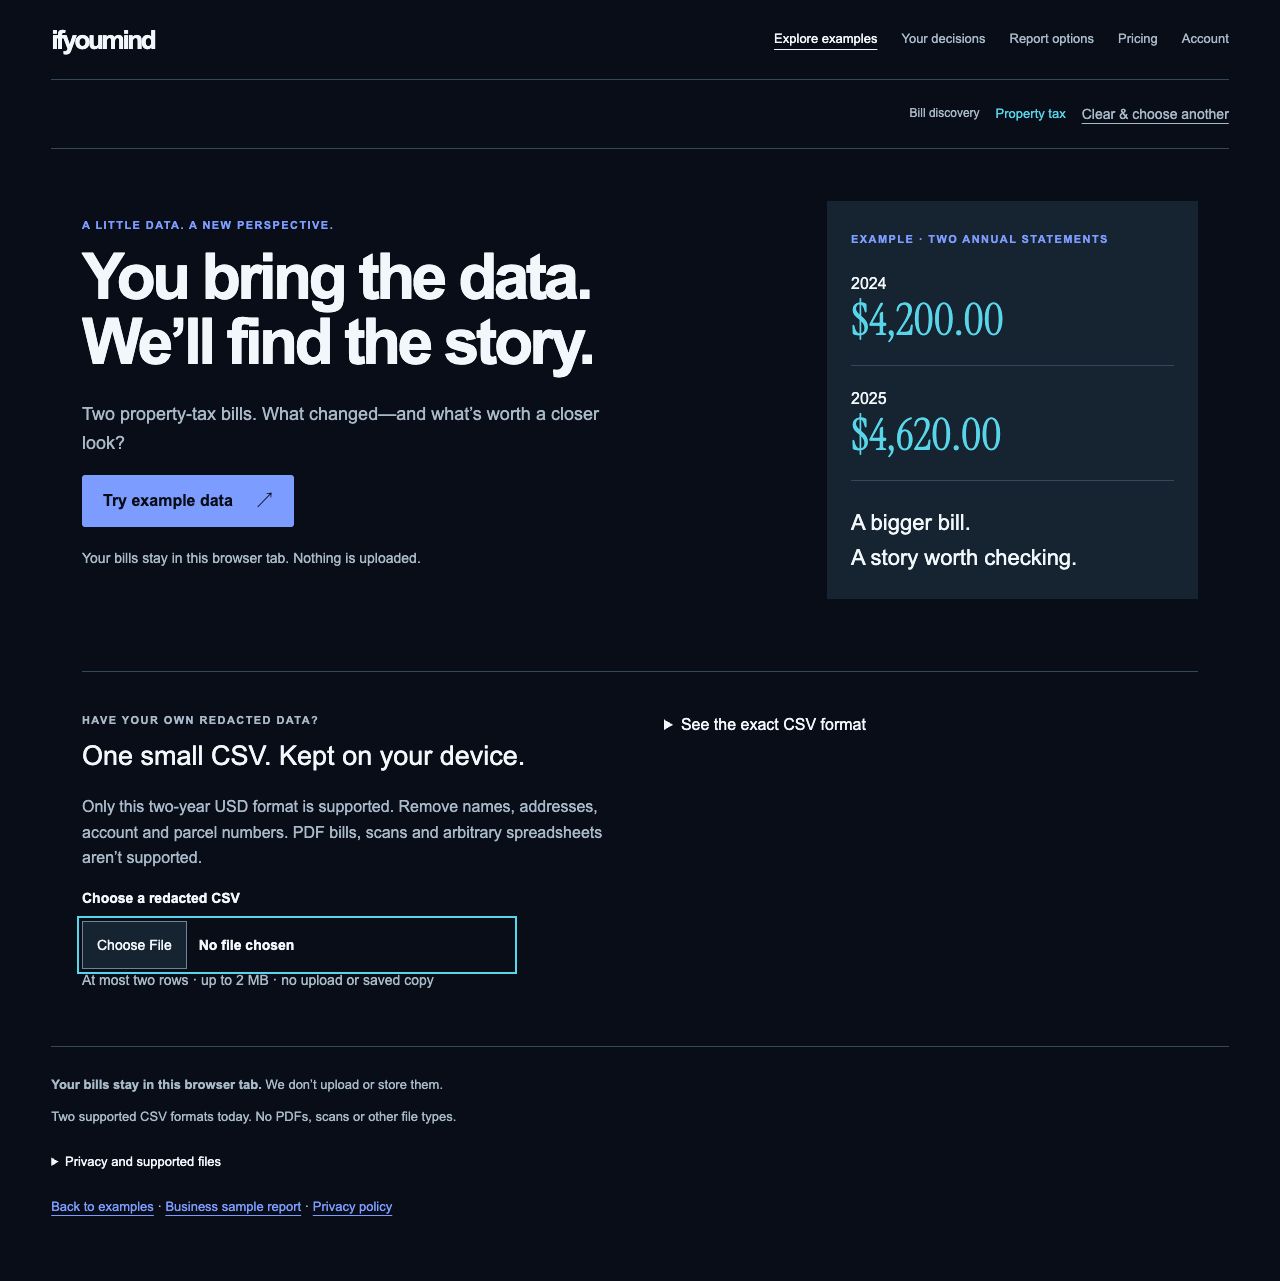 ifyoumind
Explore examples
Your decisions
Report options
Pricing
Account
Bill discovery
Property tax
Clear & choose another
A LITTLE DATA. A NEW PERSPECTIVE.
You bring the data.
We’ll find the story.
Two property-tax bills. What changed—and what’s worth a closer
look?
Try example data ↗
Your bills stay in this browser tab. Nothing is uploaded.
EXAMPLE · TWO ANNUAL STATEMENTS
2024
$4,200.00
2025
$4,620.00
A bigger bill.
A story worth checking.
HAVE YOUR OWN REDACTED DATA?
One small CSV. Kept on your device.
Only this two-year USD format is supported. Remove names, addresses,
account and parcel numbers. PDF bills, scans and arbitrary spreadsheets
aren’t supported.
Choose a redacted CSV
Choose File No file chosen
At most two rows · up to 2 MB · no upload or saved copy
▶ See the exact CSV format
Your bills stay in this browser tab. We don’t upload or store them.
Two supported CSV formats today. No PDFs, scans or other file types.
▶ Privacy and supported files
Back to examples · Business sample report · Privacy policy